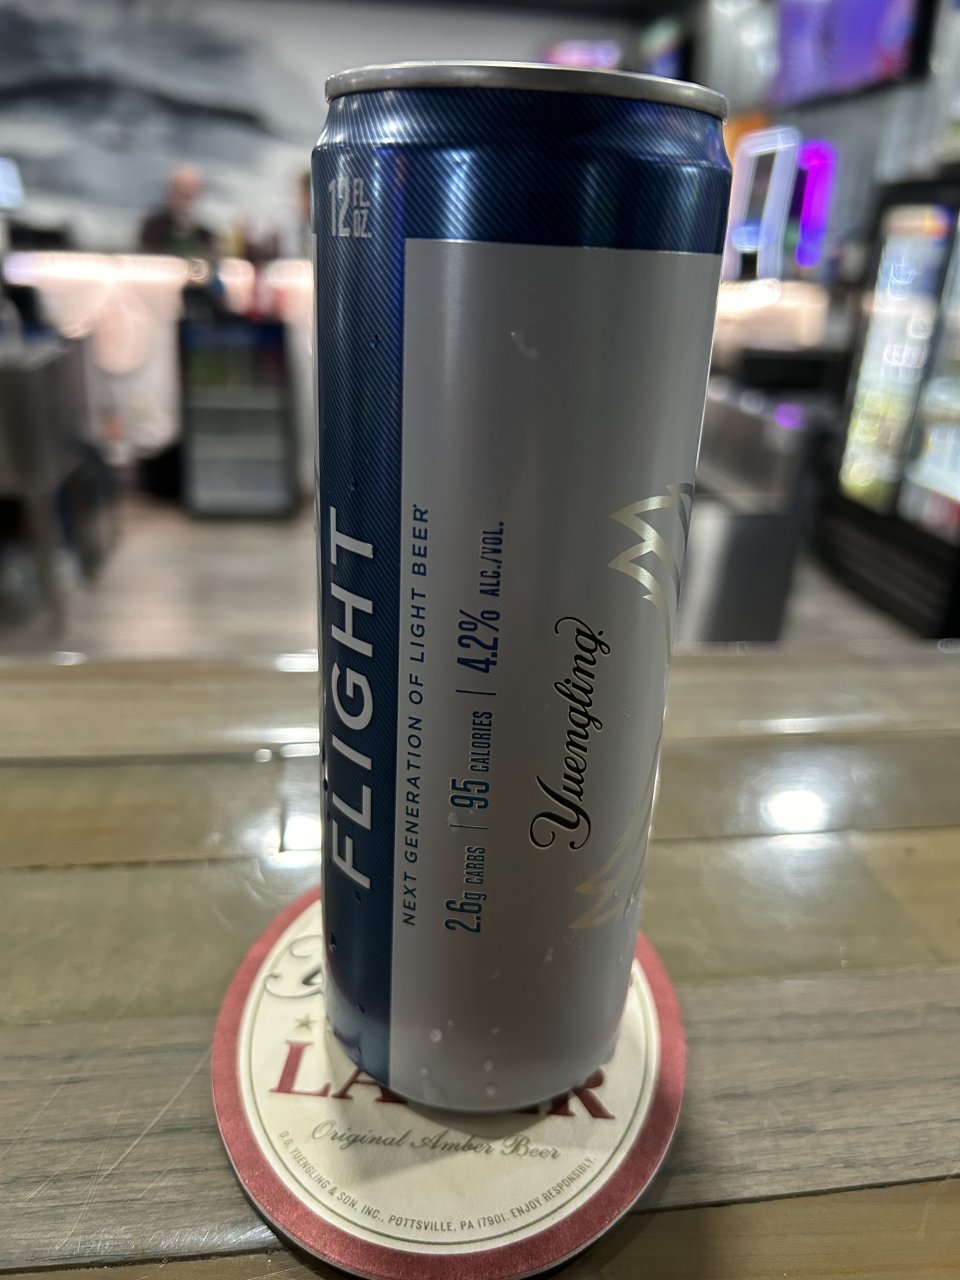 12 FL OZ.
FLIGHT
NEXT GENERATION OF LIGHT BEER
2.6g CARBS | 95 CALORIES | 4.2% ALC./VOL.
Yuengling
Original Amber Beer
D.G. YUENGLING & SON, INC., POTTSVILLE, PA 17901. ENJOY RESPONSIBLY.